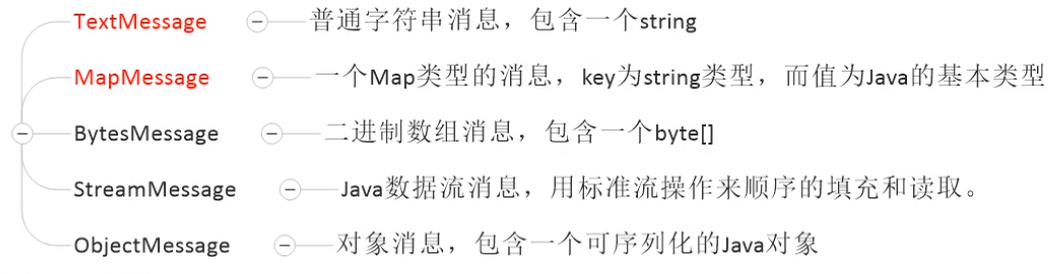 TextMessage 普通字符串消息，包含一个string
MapMessage 一个Map类型的消息，key为string类型，而值为Java的基本类型
BytesMessage 二进制数组消息，包含一个byte[]
StreamMessage Java数据流消息，用标准流操作来顺序的填充和读取。
ObjectMessage 对象消息，包含一个可序列化的Java对象